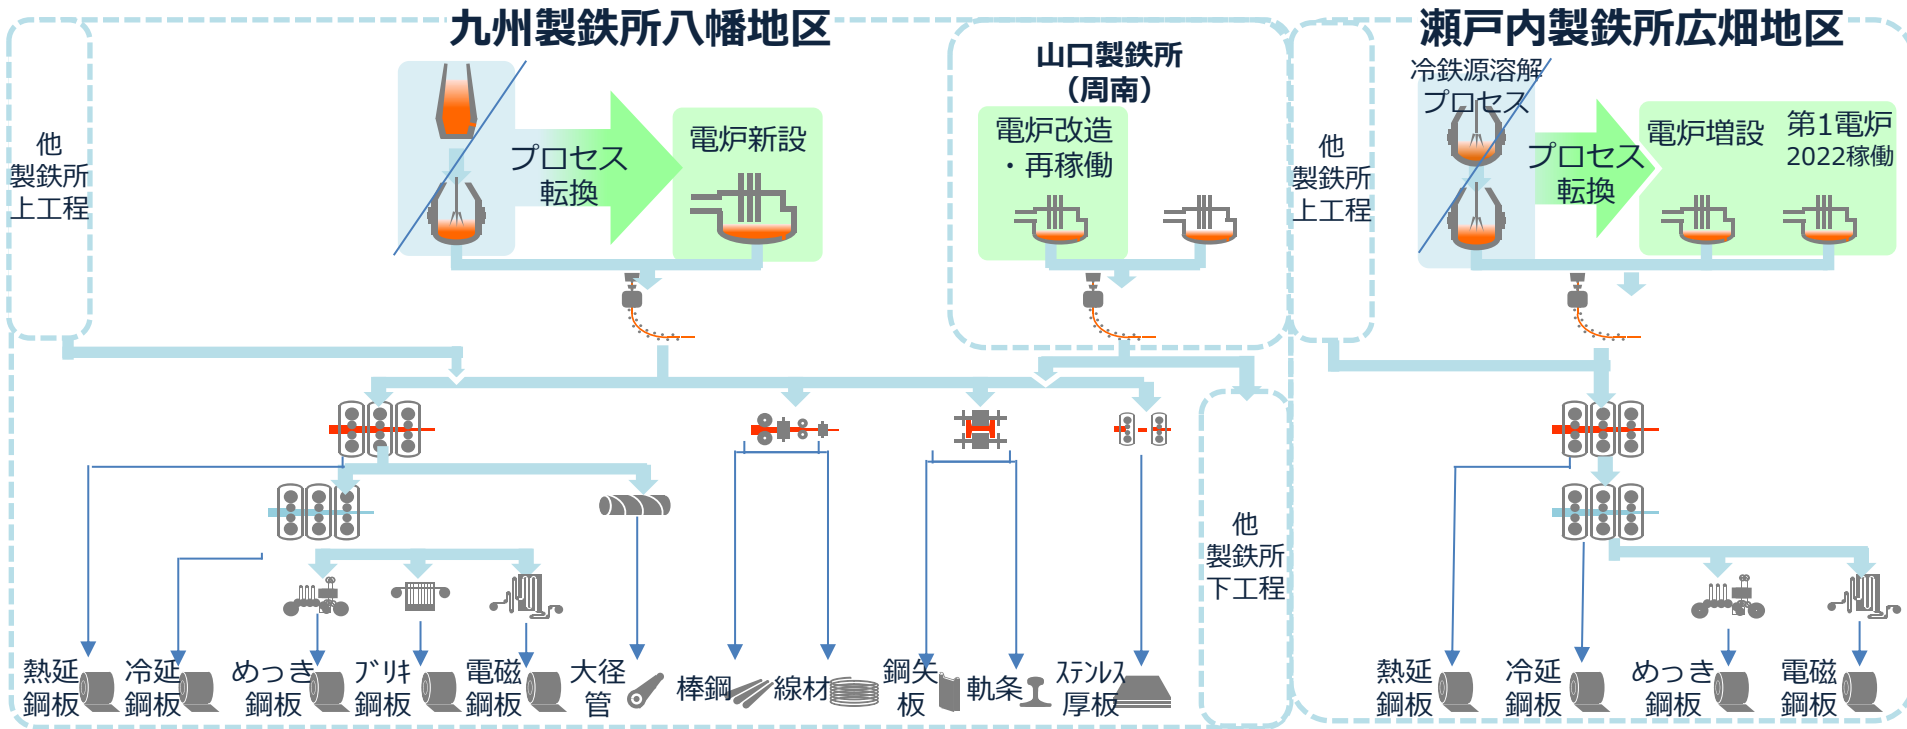 九州製鉄所八幡地区
瀬戸内製鉄所広畑地区
山口製鉄所
（周南）
他
製鉄所
上工程
プロセス
転換
電炉新設
電炉改造
・再稼働
他
製鉄所
上工程
冷鉄源溶解
プロセス
プロセス
転換
電炉増設
第1電炉
2022稼働
他
製鉄所
下工程
熱延
鋼板
冷延
鋼板
めっき
鋼板
ﾌﾞﾘｷ
鋼板
電磁
鋼板
大径
管
棒鋼
線材
鋼矢
板
軌条
ｽﾃﾝﾚｽ
厚板
熱延
鋼板
冷延
鋼板
めっき
鋼板
電磁
鋼板